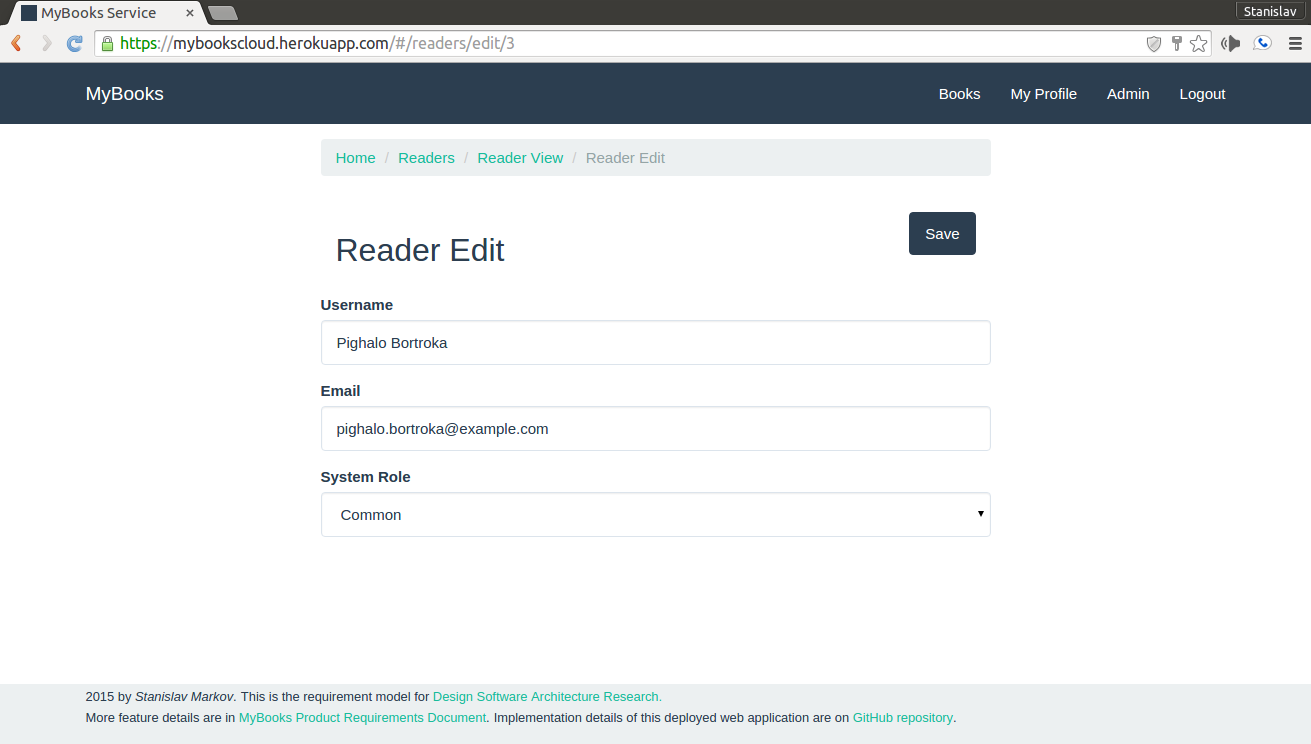 MyBooks Service
Stanislav
https://mybookscloud.herokuapp.com/#/readers/edit/3
MyBooks Books My Profile Admin Logout
Home / Readers / Reader View / Reader Edit
Save
Reader Edit
Username
Pighalo Bortroka
Email
pighalo.bortroka@example.com
System Role
Common
2015 by Stanislav Markov. This is the requirement model for Design Software Architecture Research.
More feature details are in MyBooks Product Requirements Document. Implementation details of this deployed web application are on GitHub repository.